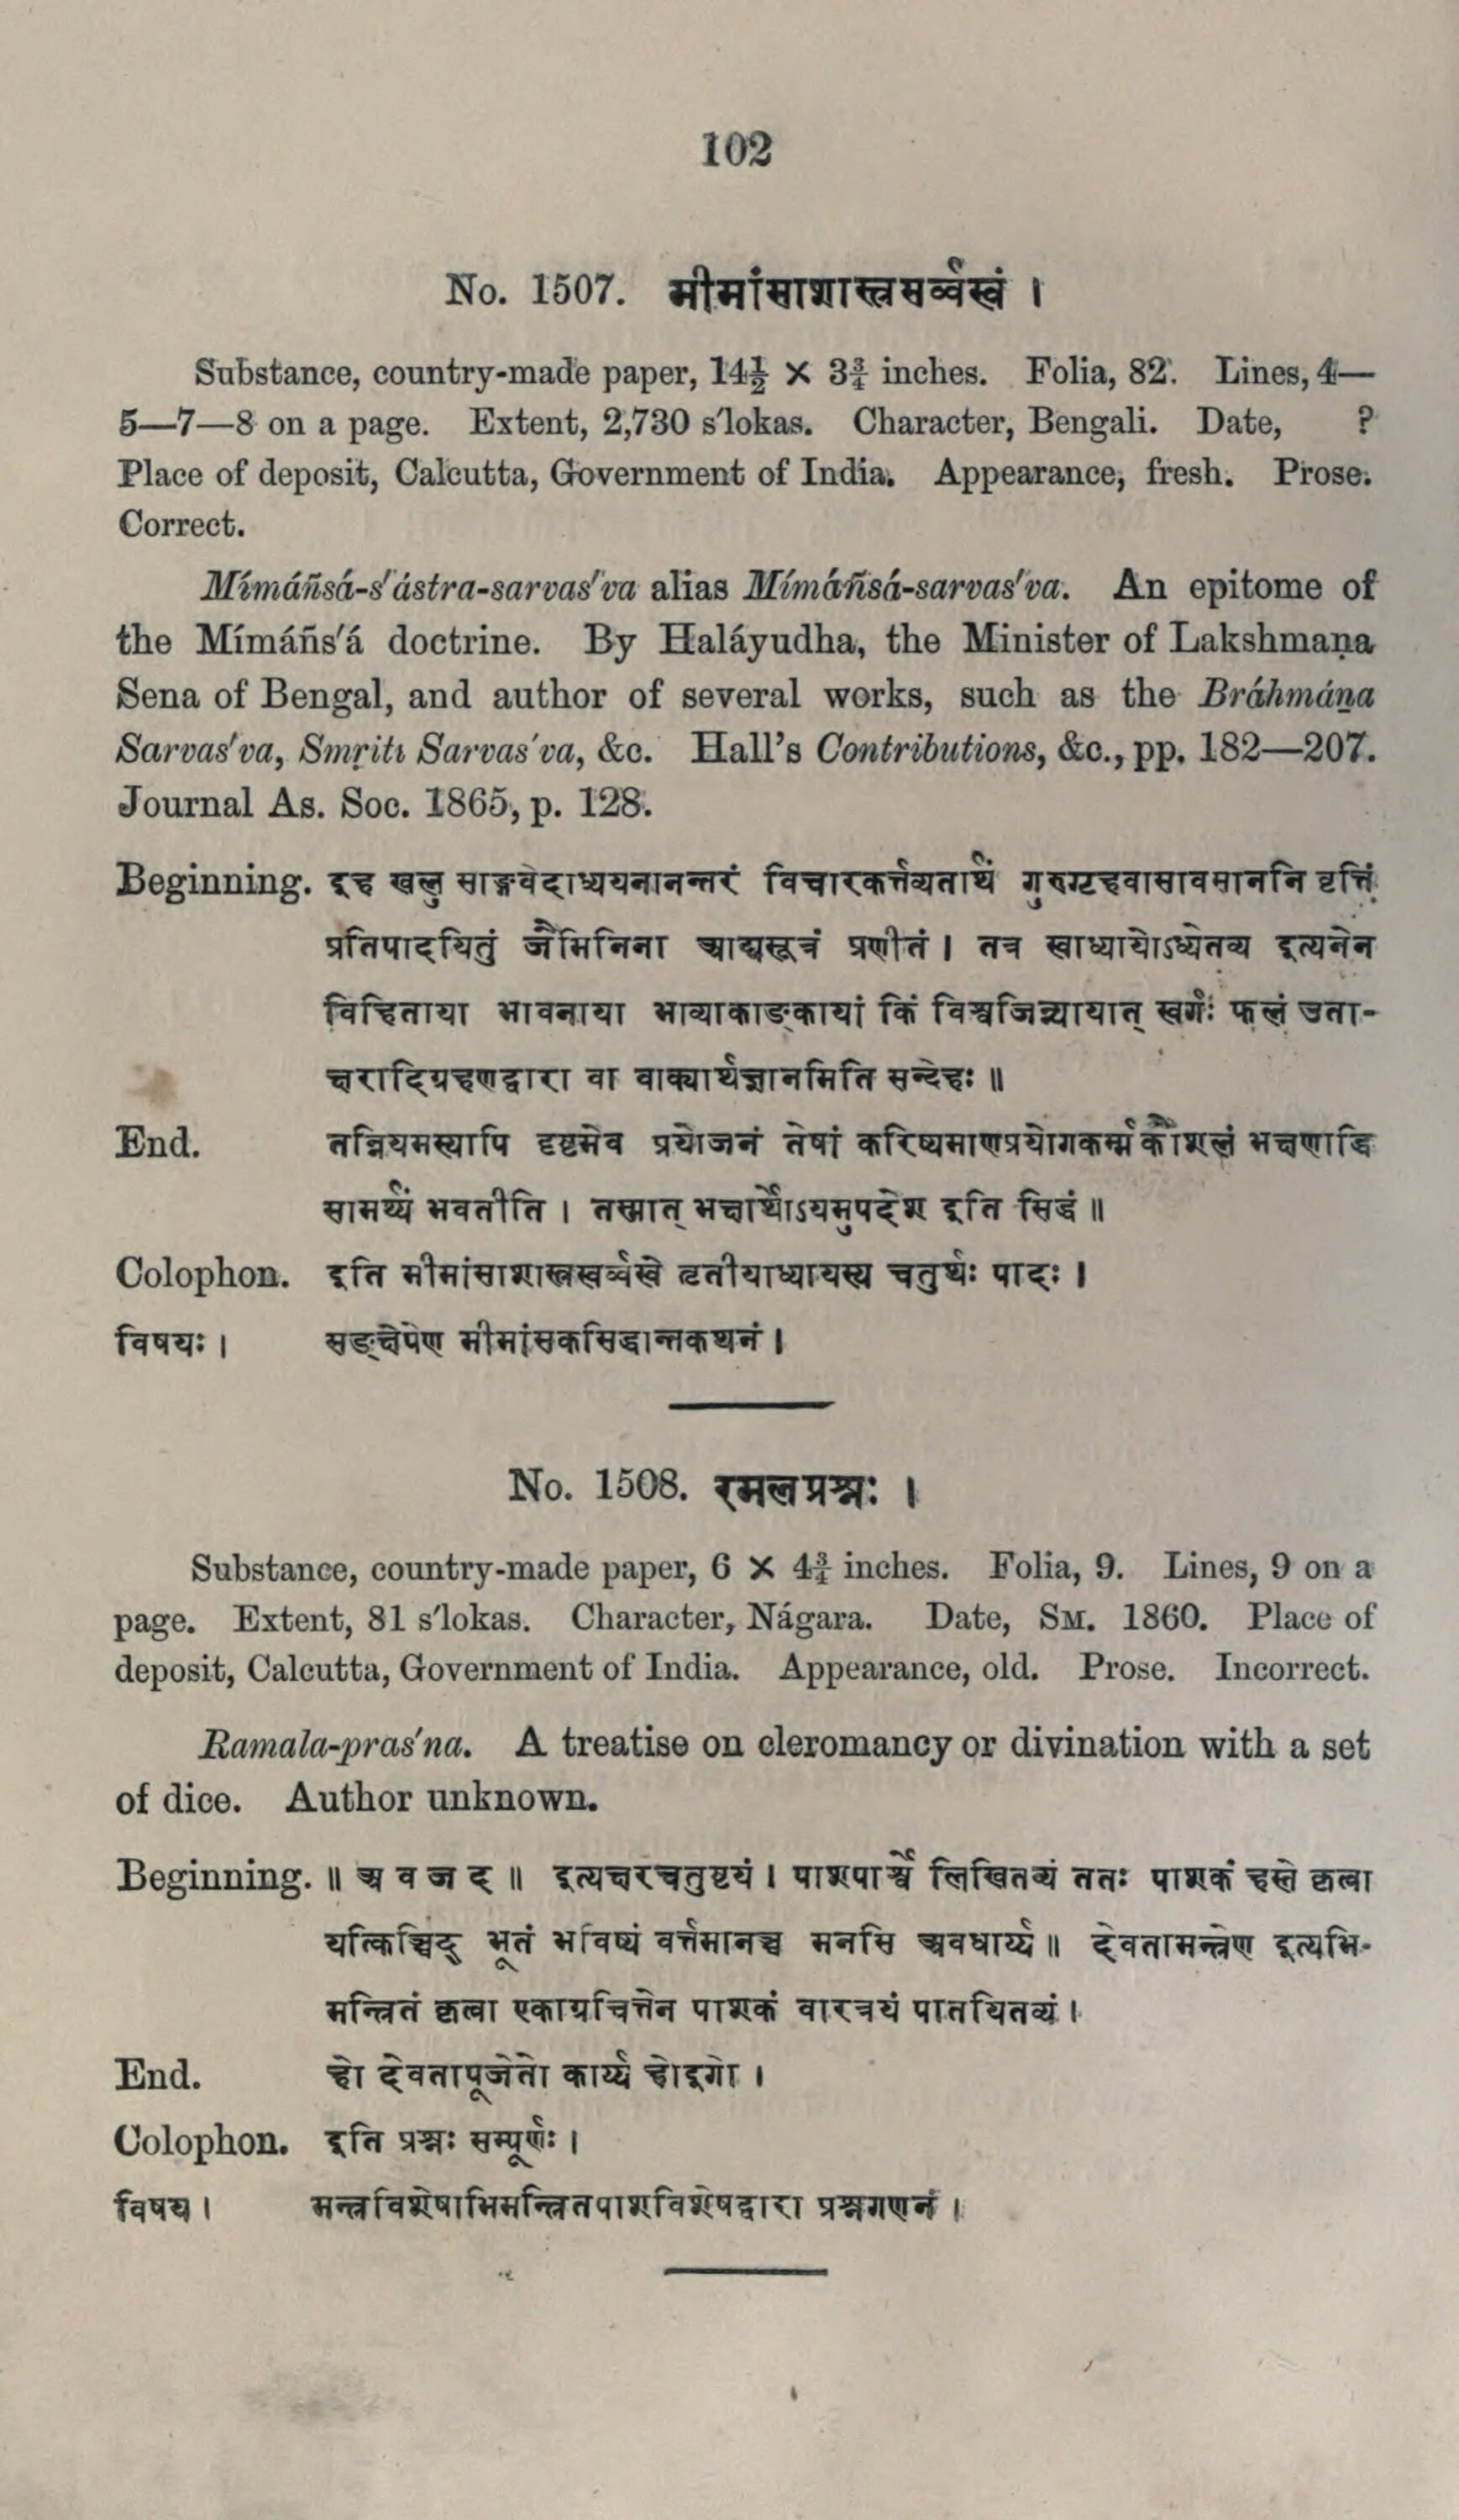 102
No. 1507. मीमांसाशास्त्रसर्व्वस्वं ।
Substance, country-made paper, 14½ × 3¾ inches. Folia, 82. Lines, 4—
5—7—8 on a page. Extent, 2,730 s'lokas. Character, Bengali. Date, ?
Place of deposit, Calcutta, Government of India. Appearance, fresh. Prose.
Correct.
Mímáñsá-s'ástra-sarvas'va alias Mímáñsá-sarvas'va. An epitome of
the Mímáñs'á doctrine. By Haláyudha, the Minister of Lakshmaṇa
Sena of Bengal, and author of several works, such as the Bráhmáṇa
Sarvas'va, Smṛiti Sarvas'va, &c. Hall's Contributions, &c., pp. 182—207.
Journal As. Soc. 1865, p. 128.
Beginning. इह खलु साङ्गवेदाध्ययनानन्तरं विचारकर्त्तव्यतार्थं गुरुगृहवासावसाननिवृत्तिं
प्रतिपादयितुं जैमिनिना आद्यसूत्रं प्रणीतं । तत्र स्वाध्यायोऽध्येतव्य इत्यनेन
विहिताया भावनाया भाव्याकाङ्क्षायां किं विश्वजिन्न्यायात् स्वर्गः फलं उता-
क्षरादिग्रहणद्वारा वा वाक्यार्थज्ञानमिति सन्देहः ॥
End. तन्नियमस्यापि दृष्टमेव प्रयोजनं तेषां करिष्यमाणप्रयोगकर्म्मकौशलं भक्षणाद्धि
सामर्थ्यं भवतीति । तस्मात् भक्षार्थोऽयमुपदेश इति सिद्धं ॥
Colophon. इति मीमांसाशास्त्रसर्व्वस्वे तृतीयाध्यायस्य चतुर्थः पादः ।
विषयः । सङ्क्षेपेण मीमांसकसिद्धान्तकथनं ।
No. 1508. रमलप्रश्नः ।
Substance, country-made paper, 6 × 4¾ inches. Folia, 9. Lines, 9 on a
page. Extent, 81 s'lokas. Character, Nágara. Date, SM. 1860. Place of
deposit, Calcutta, Government of India. Appearance, old. Prose. Incorrect.
Ramala-pras'na. A treatise on cleromancy or divination with a set
of dice. Author unknown.
Beginning. ॥ अ व ज द ॥ इत्यक्षरचतुष्टयं । पाशपार्श्वे लिखितव्यं ततः पाशकं हस्ते कृत्वा
यत्किञ्चिद् भूतं भविष्यं वर्त्तमानञ्च मनसि अवधार्य्य ॥ देवतामन्त्रेण इत्यभि-
मन्त्रितं कृत्वा एकाग्रचित्तेन पाशकं वारत्रयं पातयितव्यं ।
End. हो देवतापूजेतो कार्य्य होइगो ।
Colophon. इति प्रश्नः सम्पूर्णः ।
विषय । मन्त्रविशेषाभिमन्त्रितपाशविशेषद्वारा प्रश्नगणनं ।